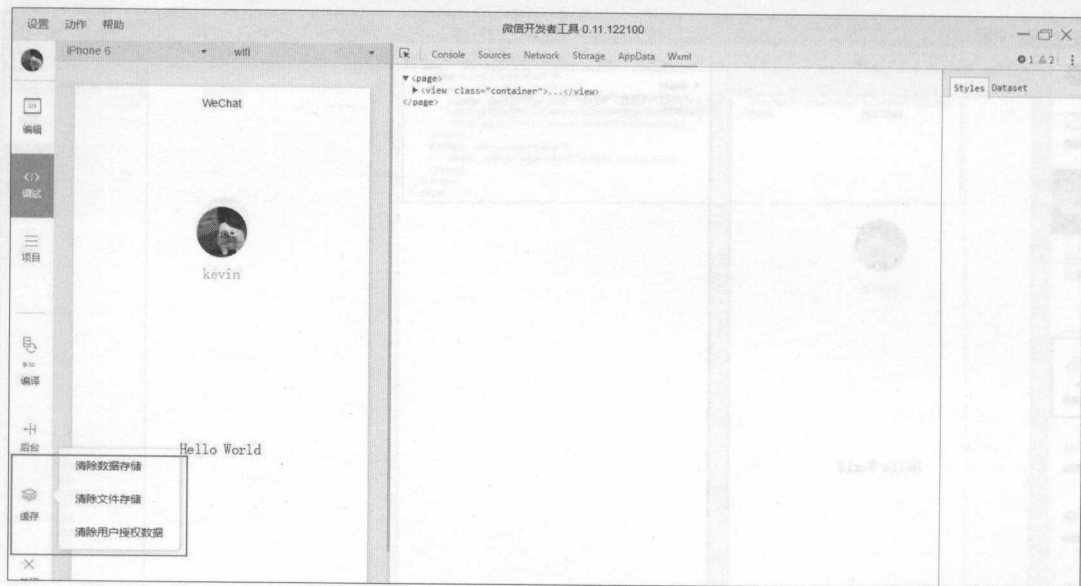 设置 动作 帮助 微信开发者工具 0.11.122100
iPhone 6 wifi Console Sources Network Storage AppData Wxml 1 2
▼<page>
▶<view class="container">...</view>
</page>
Styles Dataset
WeChat
编辑
</>
调试
项目
kevin
编译
后台
Hello World
清除数据存储
清除文件存储
缓存
清除用户授权数据